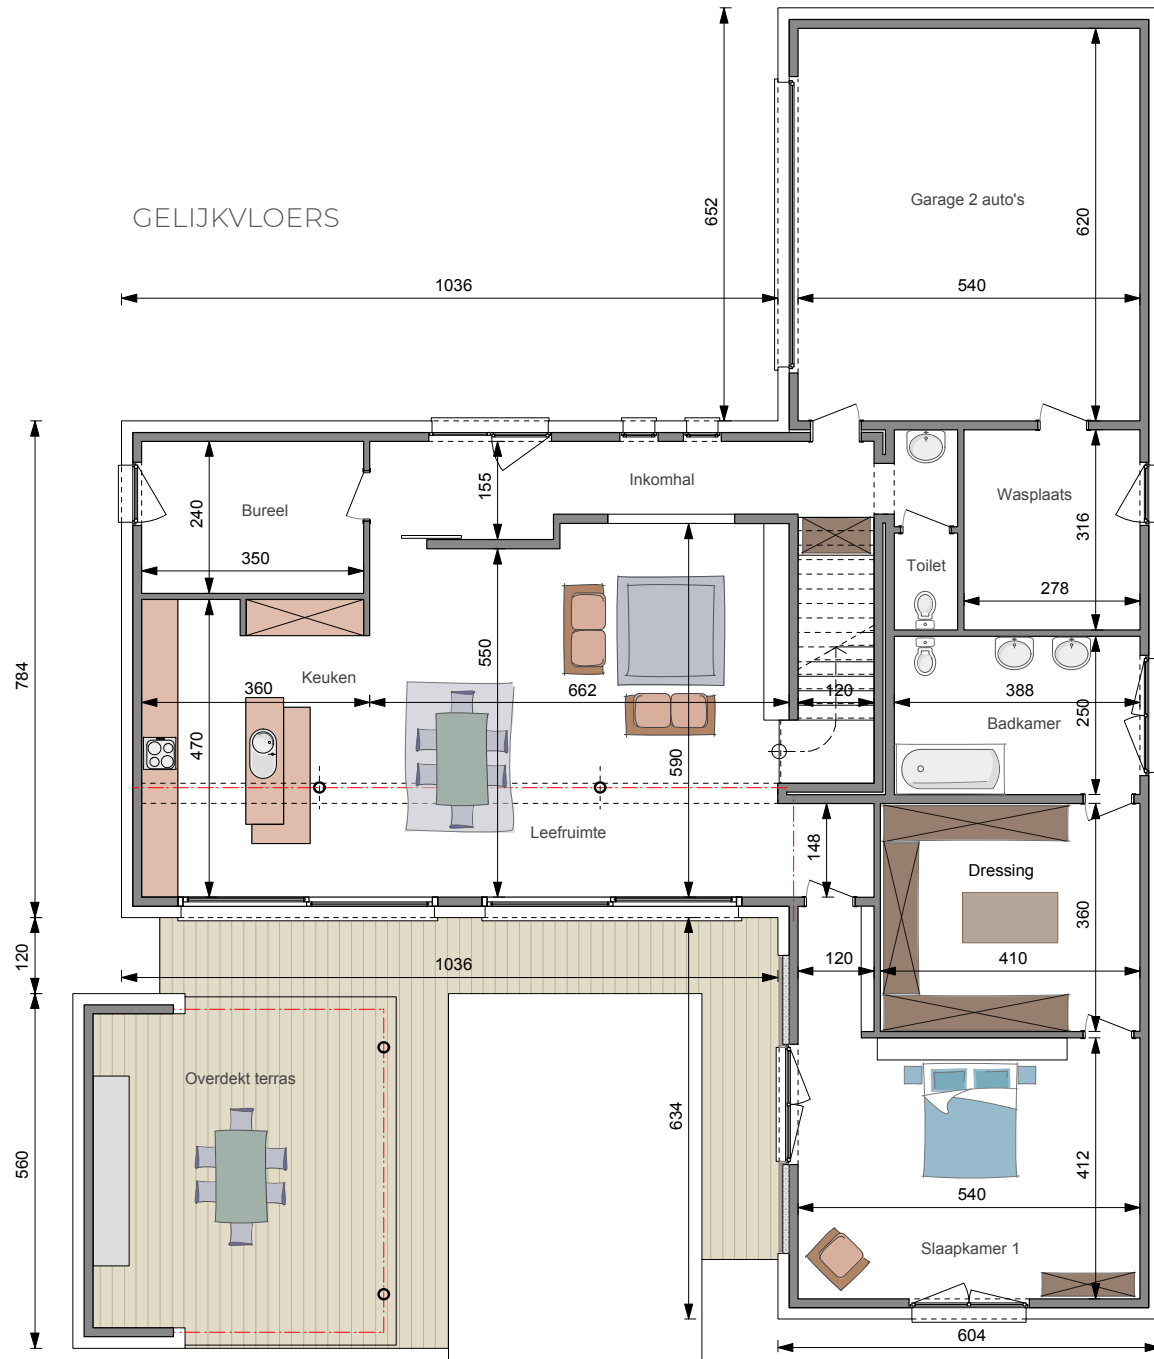 GELIJKVLOERS
652
Garage 2 auto's
620
1036
540
Inkomhal
155
Bureel
240
350
Wasplaats
316
Toilet
278
784
550
Keuken
360
662
120
388
250
Badkamer
470
590
Leefruimte
148
Dressing
360
120
1036
120
410
Overdekt terras
560
634
412
540
Slaapkamer 1
604